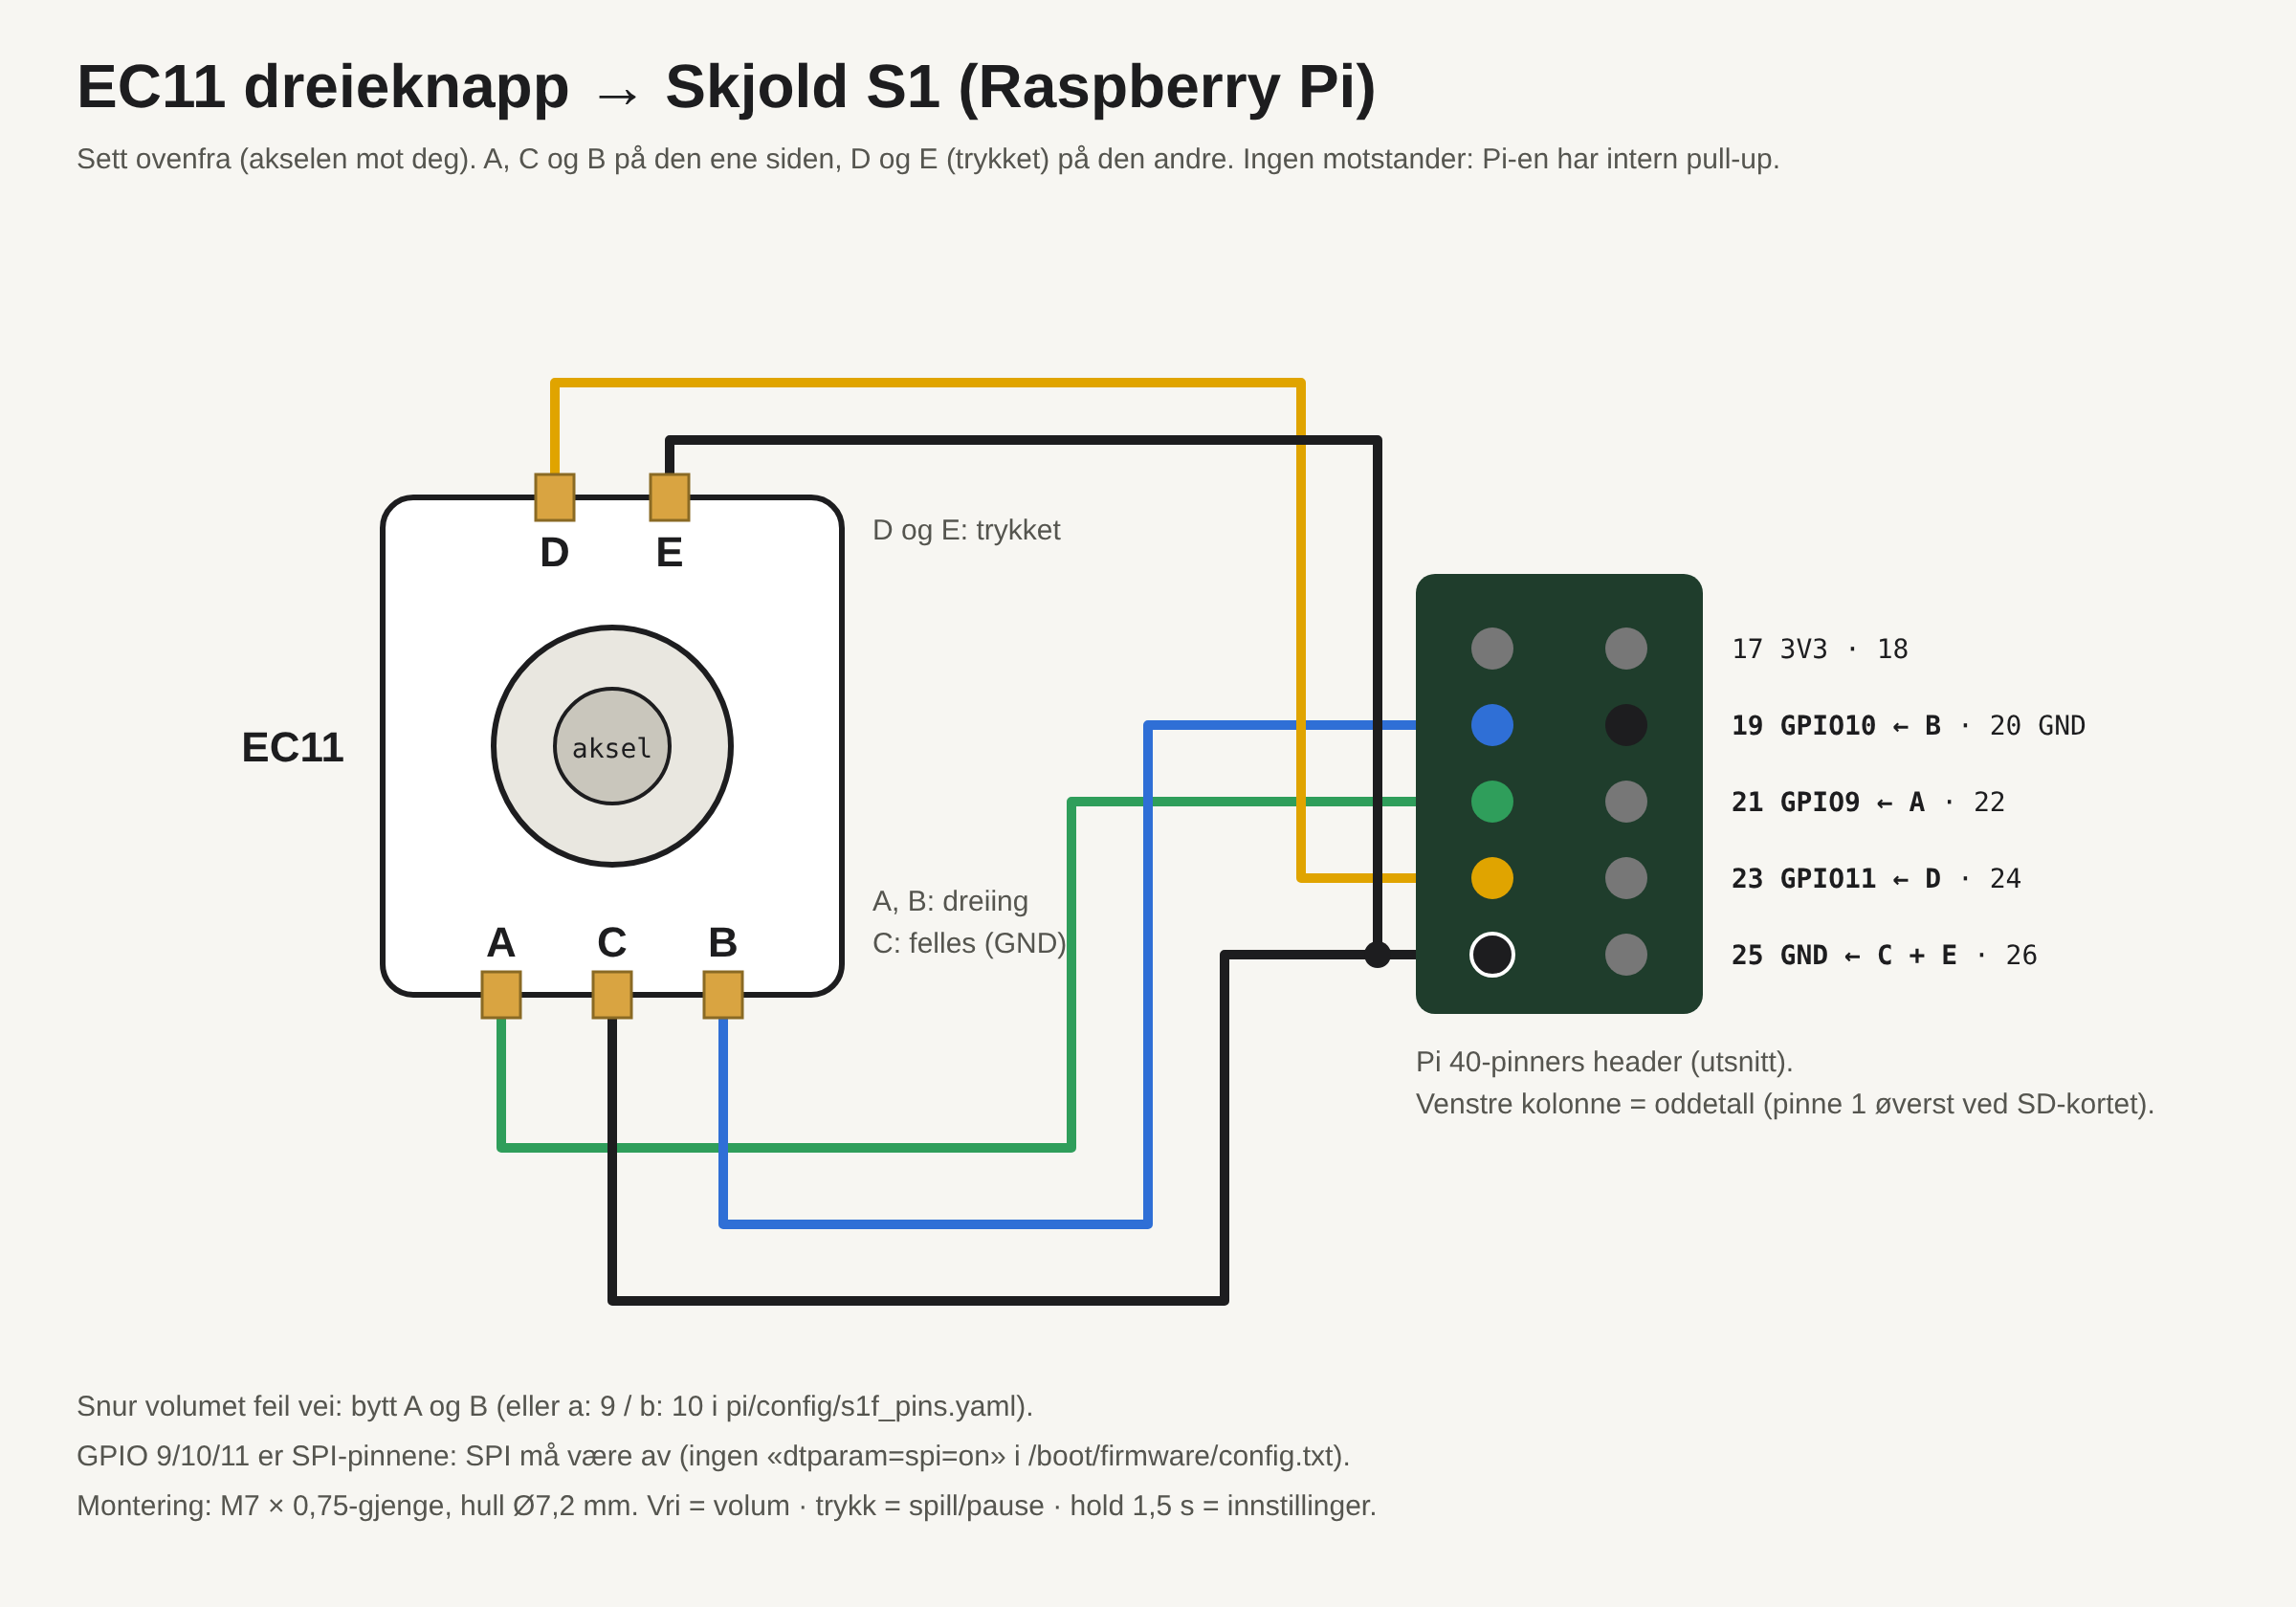 EC11 dreieknapp → Skjold S1 (Raspberry Pi)
Sett ovenfra (akselen mot deg). A, C og B på den ene siden, D og E (trykket) på den andre. Ingen motstander: Pi-en har intern pull-up.
D og E: trykket
D E
17 3V3 · 18
19 GPIO10 ← B · 20 GND
EC11
aksel
21 GPIO9 ← A · 22
23 GPIO11 ← D · 24
A, B: dreiing
C: felles (GND)
A C B
25 GND ← C + E · 26
Pi 40-pinners header (utsnitt).
Venstre kolonne = oddetall (pinne 1 øverst ved SD-kortet).
Snur volumet feil vei: bytt A og B (eller a: 9 / b: 10 i pi/config/s1f_pins.yaml).
GPIO 9/10/11 er SPI-pinnene: SPI må være av (ingen «dtparam=spi=on» i /boot/firmware/config.txt).
Montering: M7 × 0,75-gjenge, hull Ø7,2 mm. Vri = volum · trykk = spill/pause · hold 1,5 s = innstillinger.